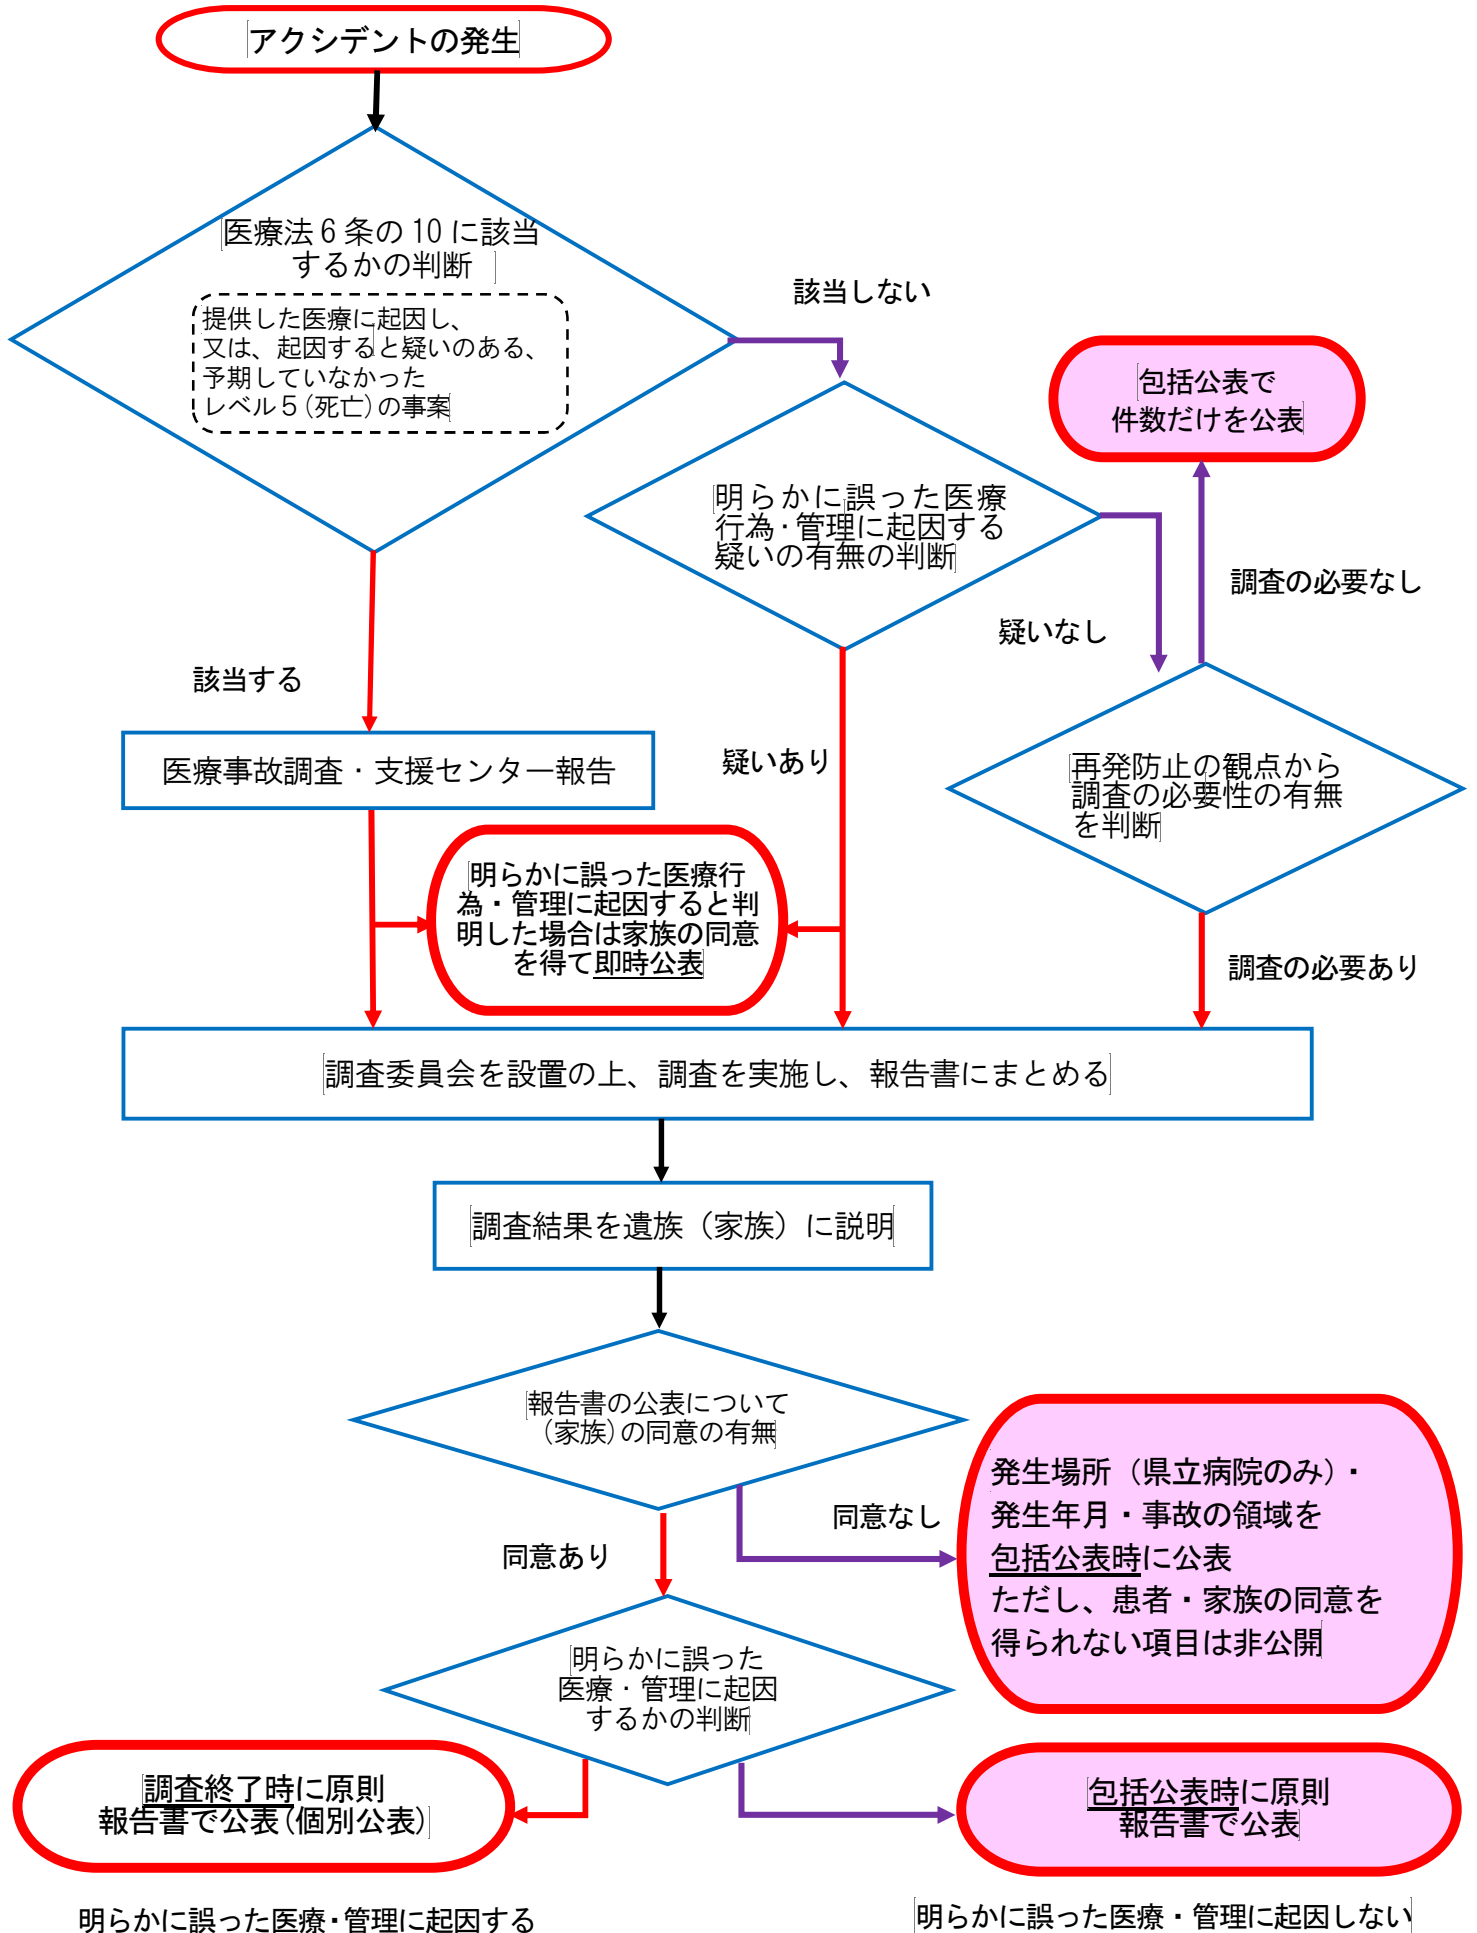 アクシデントの発生
医療法6条の10に該当
するかの判断
提供した医療に起因し、
又は、起因すると疑いのある、
予期していなかった
レベル5(死亡)の事案
該当しない
包括公表で
件数だけを公表
明らかに誤った医療
行為・管理に起因する
疑いの有無の判断
調査の必要なし
疑いなし
該当する
医療事故調査・支援センター報告
疑いあり
再発防止の観点から
調査の必要性の有無
を判断
明らかに誤った医療行
為・管理に起因すると判
明した場合は家族の同意
を得て即時公表
調査の必要あり
調査委員会を設置の上、調査を実施し、報告書にまとめる
調査結果を遺族(家族)に説明
報告書の公表について
(家族)の同意の有無
同意なし
同意あり
発生場所(県立病院のみ)・
発生年月・事故の領域を
包括公表時に公表
ただし、患者・家族の同意を
得られない項目は非公開
明らかに誤った
医療・管理に起因
するかの判断
調査終了時に原則
報告書で公表(個別公表)
包括公表時に原則
報告書で公表
明らかに誤った医療・管理に起因する
明らかに誤った医療・管理に起因しない